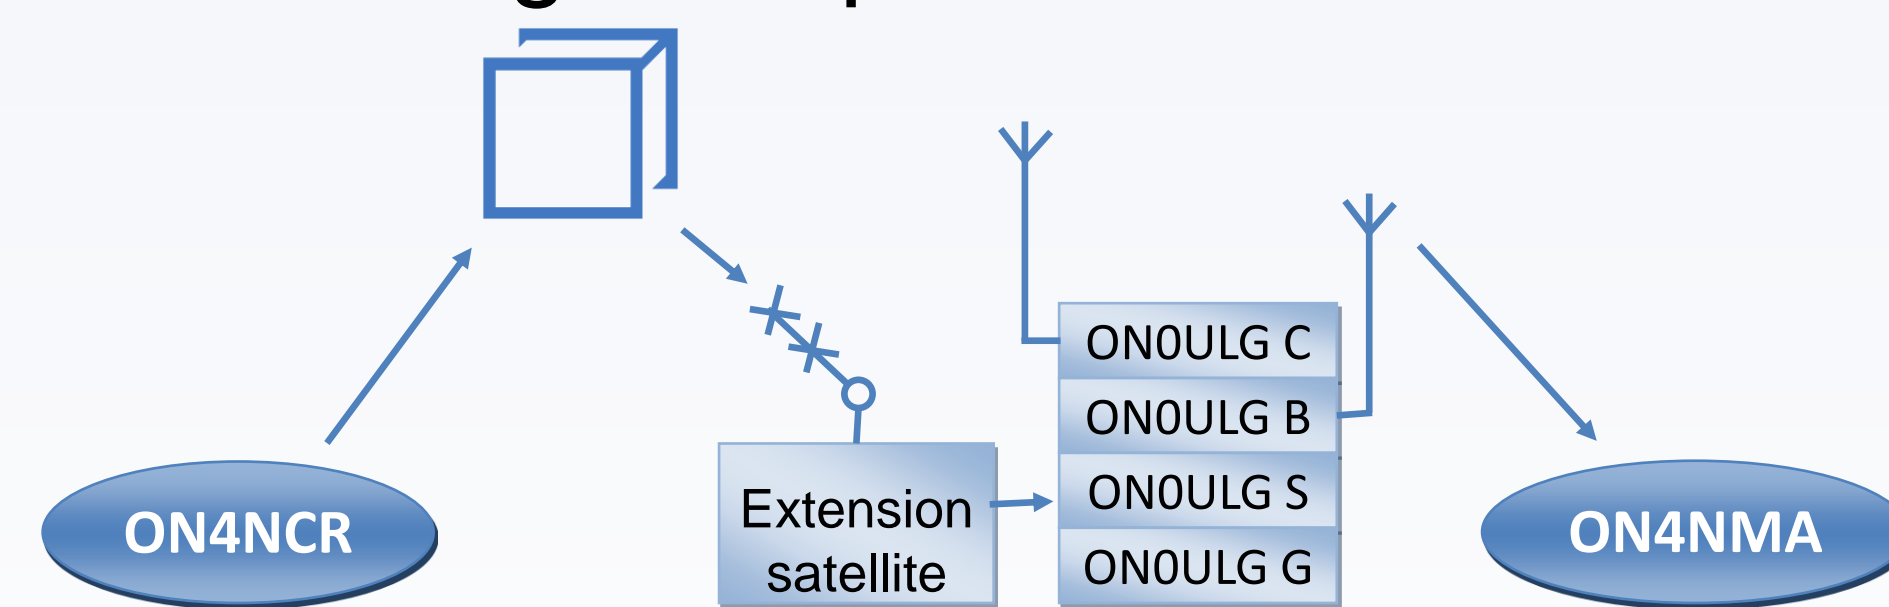 ON4NCR
Extension
satellite
ON0ULG C
ON0ULG B
ON0ULG S
ON0ULG G
ON4NMA